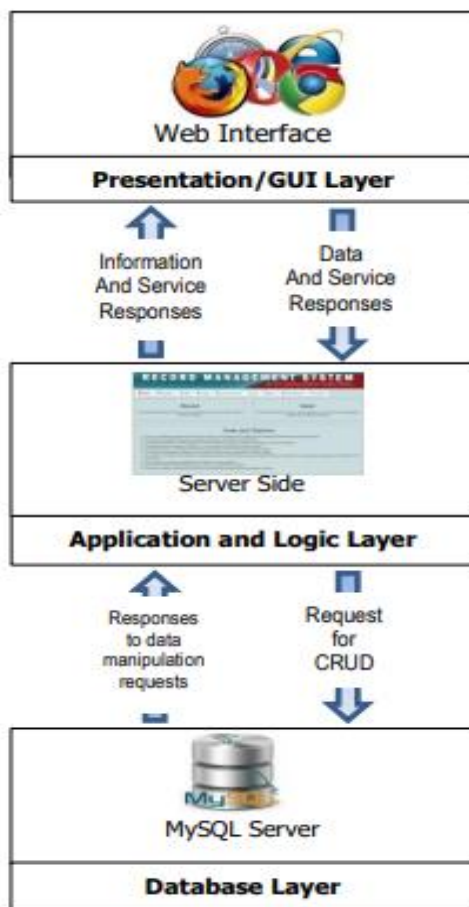 Web Interface
Presentation/GUI Layer
Information
And Service
Responses
Data
And Service
Responses
RECORD MANAGEMENT SYSTEM
Server Side
Application and Logic Layer
Responses
to data
manipulation
requests
Request
for
CRUD
MySQL
MySQL Server
Database Layer